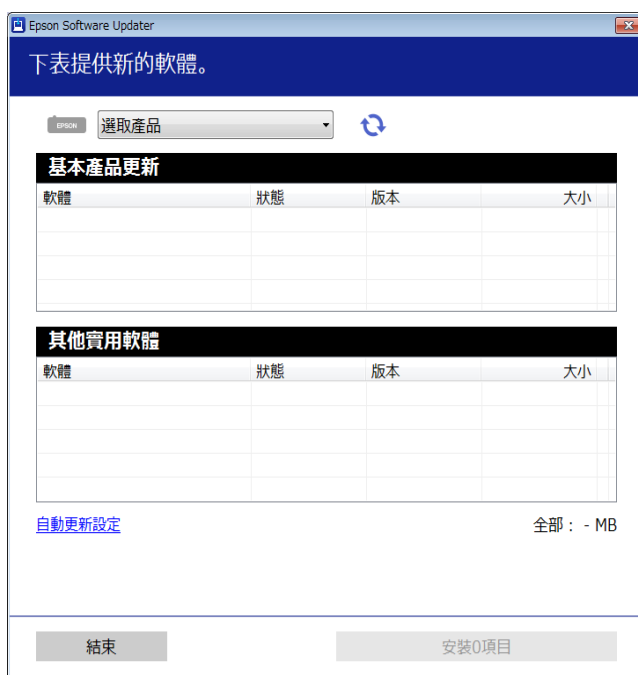 Epson Software Updater
下表提供新的軟體。
EPSON 選取產品
基本產品更新
軟體 狀態 版本 大小
其他實用軟體
軟體 狀態 版本 大小
自動更新設定 全部： - MB
結束 安裝0項目